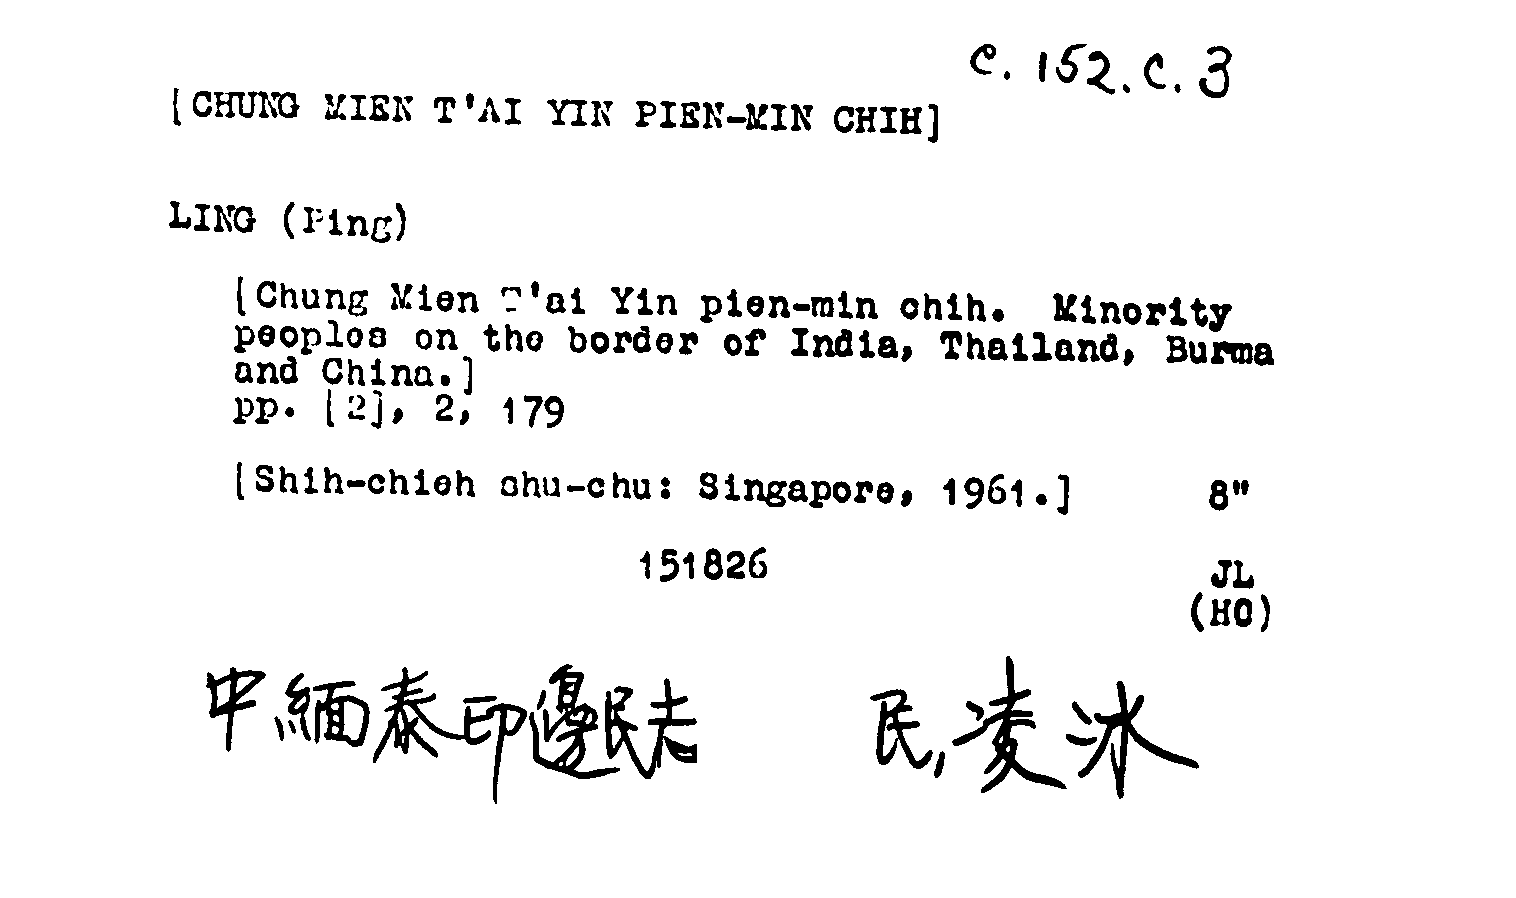 C. 152. C. 3
[CHUNG MIEN T'AI YIN PIEN-MIN CHIH]
LING (Ping)
[Chung Mien T'ai Yin pien-min chih. Minority
peoples on the border of India, Thailand, Burma
and China.]
pp. [2], 2, 179
[Shih-chieh shu-chu: Singapore, 1961.] 8"
151826 JL
(HO)
中緬泰印邊民志 民, 凌冰